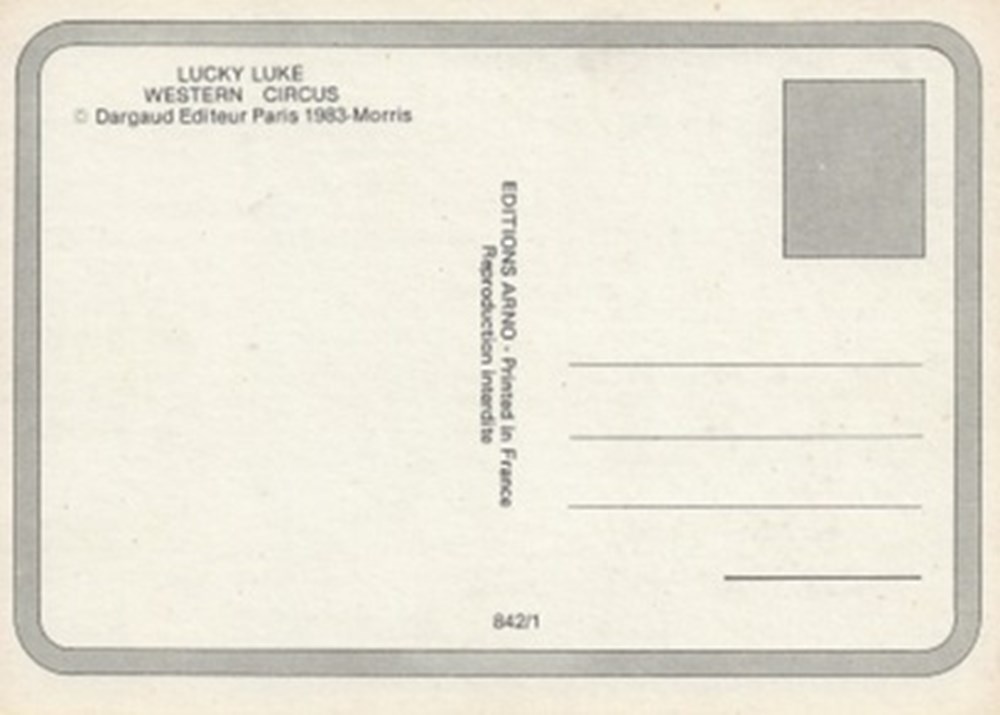 LUCKY LUKE
WESTERN CIRCUS
© Dargaud Editeur Paris 1983-Morris
EDITIONS ARNO - Printed in France
Reproduction interdite
842/1